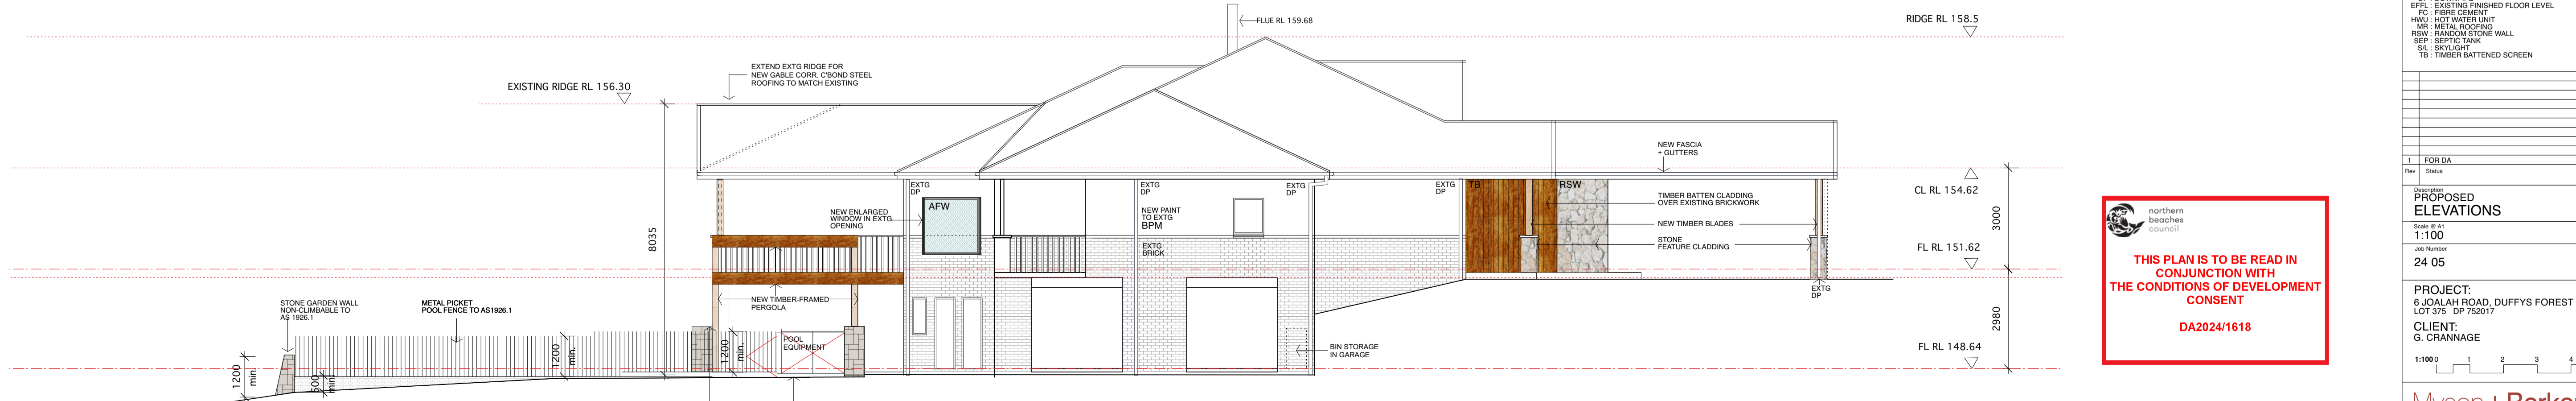 FLUE RL 159.68
RIDGE RL 158.5
EXTEND EXTG RIDGE FOR
NEW GABLE CORR. C'BOND STEEL
ROOFING TO MATCH EXISTING
EXISTING RIDGE RL 156.30
NEW FASCIA
+ GUTTERS
CL RL 154.62
EXTG
DP
AFW
NEW ENLARGED
WINDOW IN EXTG
OPENING
EXTG
DP
NEW PAINT
TO EXTG
BPM
EXTG
BRICK
EXTG
DP
EXTG
DP
TB
RSW
TIMBER BATTEN CLADDING
OVER EXISTING BRICKWORK
NEW TIMBER BLADES
STONE
FEATURE CLADDING
8035
3000
FL RL 151.62
EXTG
DP
2980
FL RL 148.64
STONE GARDEN WALL
NON-CLIMBABLE TO
AS 1926.1
METAL PICKET
POOL FENCE TO AS1926.1
NEW TIMBER-FRAMED
PERGOLA
POOL
EQUIPMENT
BIN STORAGE
IN GARAGE
1200
min.
500
min.
1200
min.
1200
min.
northern
beaches
council
THIS PLAN IS TO BE READ IN
CONJUNCTION WITH
THE CONDITIONS OF DEVELOPMENT
CONSENT
DA2024/1618
EFFL : EXISTING FINISHED FLOOR LEVEL
FC : FIBRE CEMENT
HWU : HOT WATER UNIT
MR : METAL ROOFING
RSW : RANDOM STONE WALL
SEP : SEPTIC TANK
S/L : SKYLIGHT
TB : TIMBER BATTENED SCREEN
1 FOR DA
Rev Status
Description
PROPOSED
ELEVATIONS
Scale @ A1
1:100
Job Number
24 05
PROJECT:
6 JOALAH ROAD, DUFFYS FOREST
LOT 375 DP 752017
CLIENT:
G. CRANNAGE
1:100 0 1 2 3 4